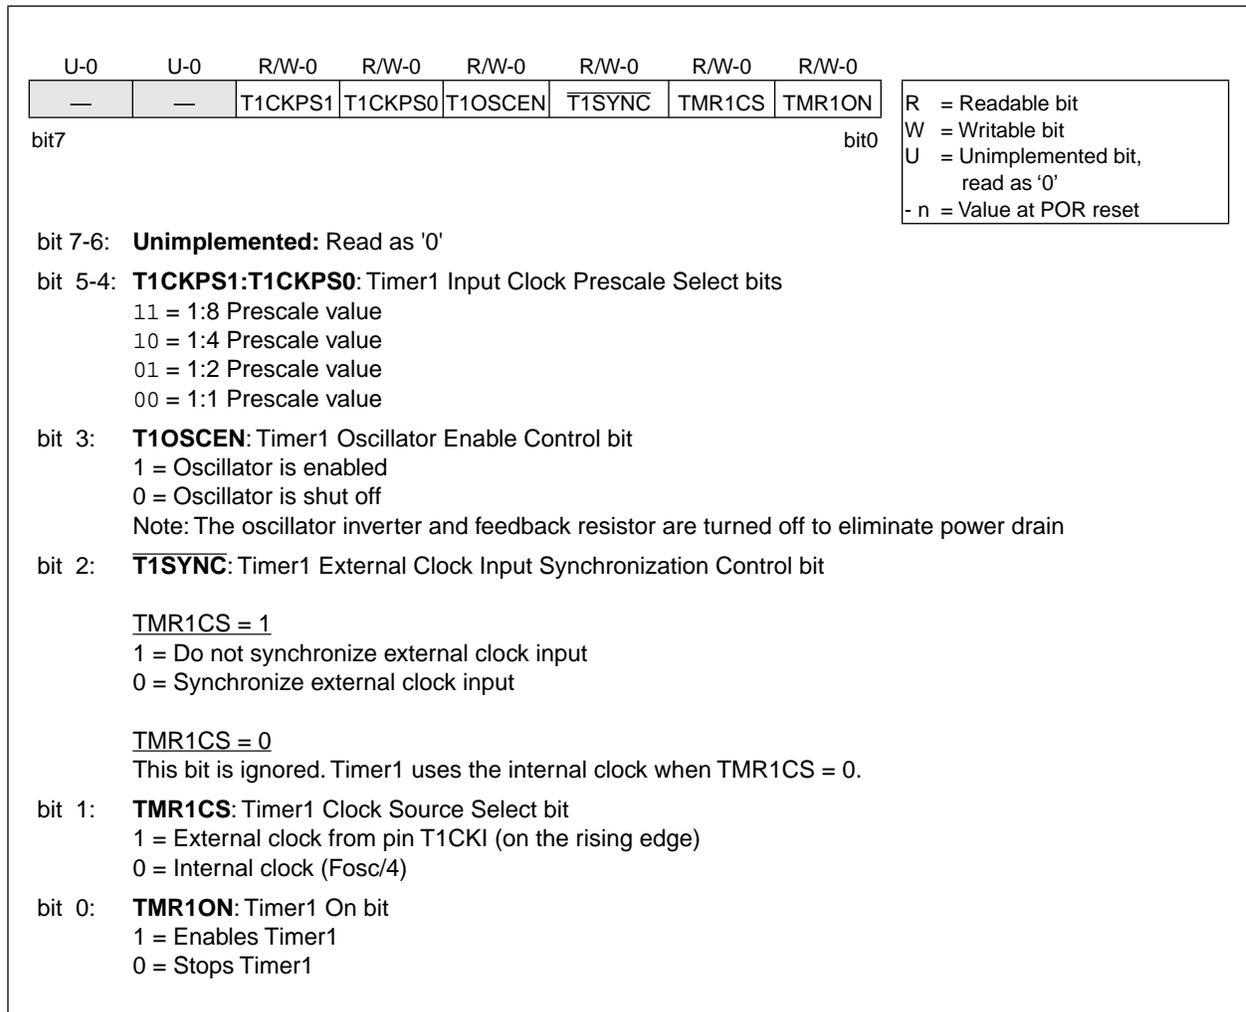 U-0 U-0 R/W-0 R/W-0 R/W-0 R/W-0 R/W-0 R/W-0
— — T1CKPS1 T1CKPS0 T1OSCEN T1SYNC TMR1CS TMR1ON
bit7 bit0
R = Readable bit
W = Writable bit
U = Unimplemented bit,
read as ‘0’
- n = Value at POR reset
bit 7-6: Unimplemented: Read as '0'
bit 5-4: T1CKPS1:T1CKPS0: Timer1 Input Clock Prescale Select bits
11 = 1:8 Prescale value
10 = 1:4 Prescale value
01 = 1:2 Prescale value
00 = 1:1 Prescale value
bit 3: T1OSCEN: Timer1 Oscillator Enable Control bit
1 = Oscillator is enabled
0 = Oscillator is shut off
Note: The oscillator inverter and feedback resistor are turned off to eliminate power drain
bit 2: T1SYNC: Timer1 External Clock Input Synchronization Control bit
TMR1CS = 1
1 = Do not synchronize external clock input
0 = Synchronize external clock input
TMR1CS = 0
This bit is ignored. Timer1 uses the internal clock when TMR1CS = 0.
bit 1: TMR1CS: Timer1 Clock Source Select bit
1 = External clock from pin T1CKI (on the rising edge)
0 = Internal clock (Fosc/4)
bit 0: TMR1ON: Timer1 On bit
1 = Enables Timer1
0 = Stops Timer1